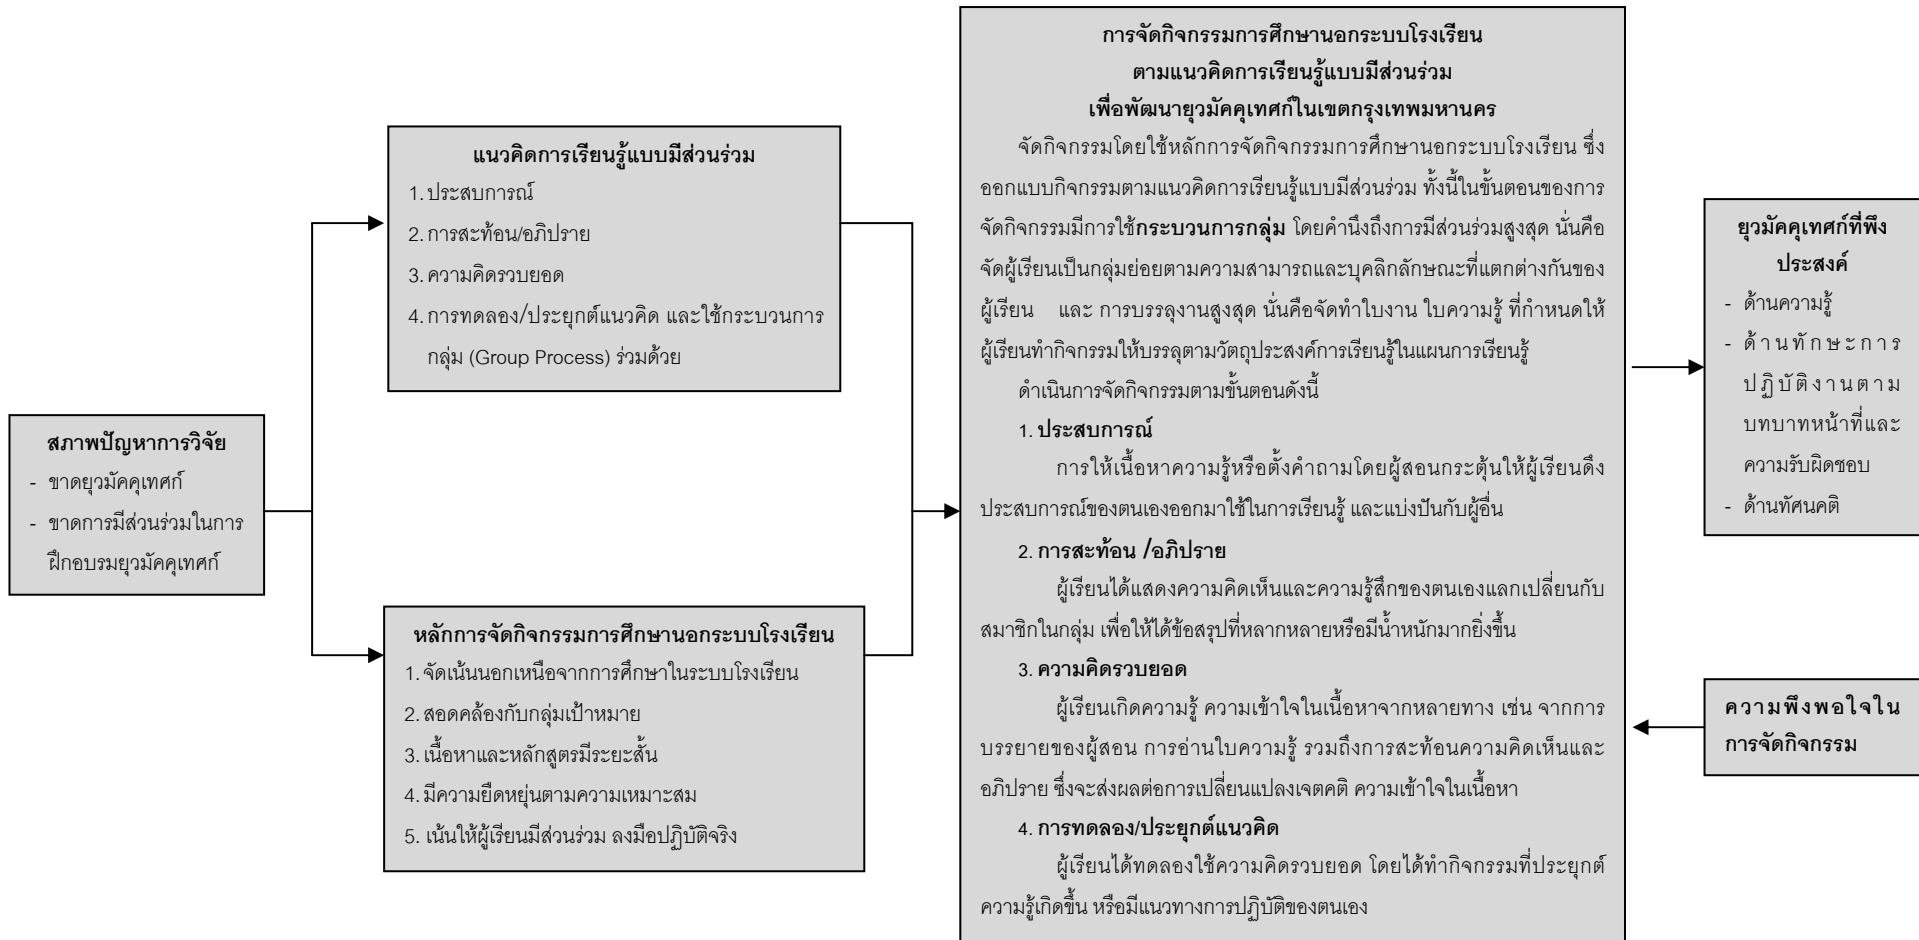 สภาพปัญหาการวิจัย
- ขาดยุวมัคคุเทศก์
- ขาดการมีส่วนร่วมในการ
ฝึกอบรมยุวมัคคุเทศก์
แนวคิดการเรียนรู้แบบมีส่วนร่วม
1. ประสบการณ์
2. การสะท้อน/อภิปราย
3. ความคิดรวบยอด
4. การทดลอง/ประยุกต์แนวคิด และใช้กระบวนการ
กลุ่ม (Group Process) ร่วมด้วย
หลักการจัดกิจกรรมการศึกษานอกระบบโรงเรียน
1. จัดเน้นนอกเหนือจากการศึกษาในระบบโรงเรียน
2. สอดคล้องกับกลุ่มเป้าหมาย
3. เนื้อหาและหลักสูตรมีระยะสั้น
4. มีความยืดหยุ่นตามความเหมาะสม
5. เน้นให้ผู้เรียนมีส่วนร่วม ลงมือปฏิบัติจริง
การจัดกิจกรรมการศึกษานอกระบบโรงเรียน
ตามแนวคิดการเรียนรู้แบบมีส่วนร่วม
เพื่อพัฒนายุวมัคคุเทศก์ในเขตกรุงเทพมหานคร
จัดกิจกรรมโดยใช้หลักการจัดกิจกรรมการศึกษานอกระบบโรงเรียน ซึ่ง
ออกแบบกิจกรรมตามแนวคิดการเรียนรู้แบบมีส่วนร่วม ทั้งนี้ในขั้นตอนของการ
จัดกิจกรรมมีการใช้กระบวนการกลุ่ม โดยคำนึงถึงการมีส่วนร่วมสูงสุด นั่นคือ
จัดผู้เรียนเป็นกลุ่มย่อยตามความสามารถและบุคลิกลักษณะที่แตกต่างกันของ
ผู้เรียน และ การบรรลุงานสูงสุด นั่นคือจัดทำใบงาน ใบความรู้ ที่กำหนดให้
ผู้เรียนทำกิจกรรมให้บรรลุตามวัตถุประสงค์การเรียนรู้ในแผนการเรียนรู้
ดำเนินการจัดกิจกรรมตามขั้นตอนดังนี้
1. ประสบการณ์
การให้เนื้อหาความรู้หรือตั้งคำถามโดยผู้สอนกระตุ้นให้ผู้เรียนดึง
ประสบการณ์ของตนเองออกมาใช้ในการเรียนรู้ และแบ่งปันกับผู้อื่น
2. การสะท้อน /อภิปราย
ผู้เรียนได้แสดงความคิดเห็นและความรู้สึกของตนเองแลกเปลี่ยนกับ
สมาชิกในกลุ่ม เพื่อให้ได้ข้อสรุปที่หลากหลายหรือมีน้ำหนักมากยิ่งขึ้น
3. ความคิดรวบยอด
ผู้เรียนเกิดความรู้ ความเข้าใจในเนื้อหาจากหลายทาง เช่น จากการ
บรรยายของผู้สอน การอ่านใบความรู้ รวมถึงการสะท้อนความคิดเห็นและ
อภิปราย ซึ่งจะส่งผลต่อการเปลี่ยนแปลงเจตคติ ความเข้าใจในเนื้อหา
4. การทดลอง/ประยุกต์แนวคิด
ผู้เรียนได้ทดลองใช้ความคิดรวบยอด โดยได้ทำกิจกรรมที่ประยุกต์
ความรู้เกิดขึ้น หรือมีแนวทางการปฏิบัติของตนเอง
ยุวมัคคุเทศก์ที่พึง
ประสงค์
- ด้านความรู้
- ด้านทักษะการ
ปฏิบัติงานตาม
บทบาทหน้าที่และ
ความรับผิดชอบ
- ด้านทัศนคติ
ความพึงพอใจใน
การจัดกิจกรรม